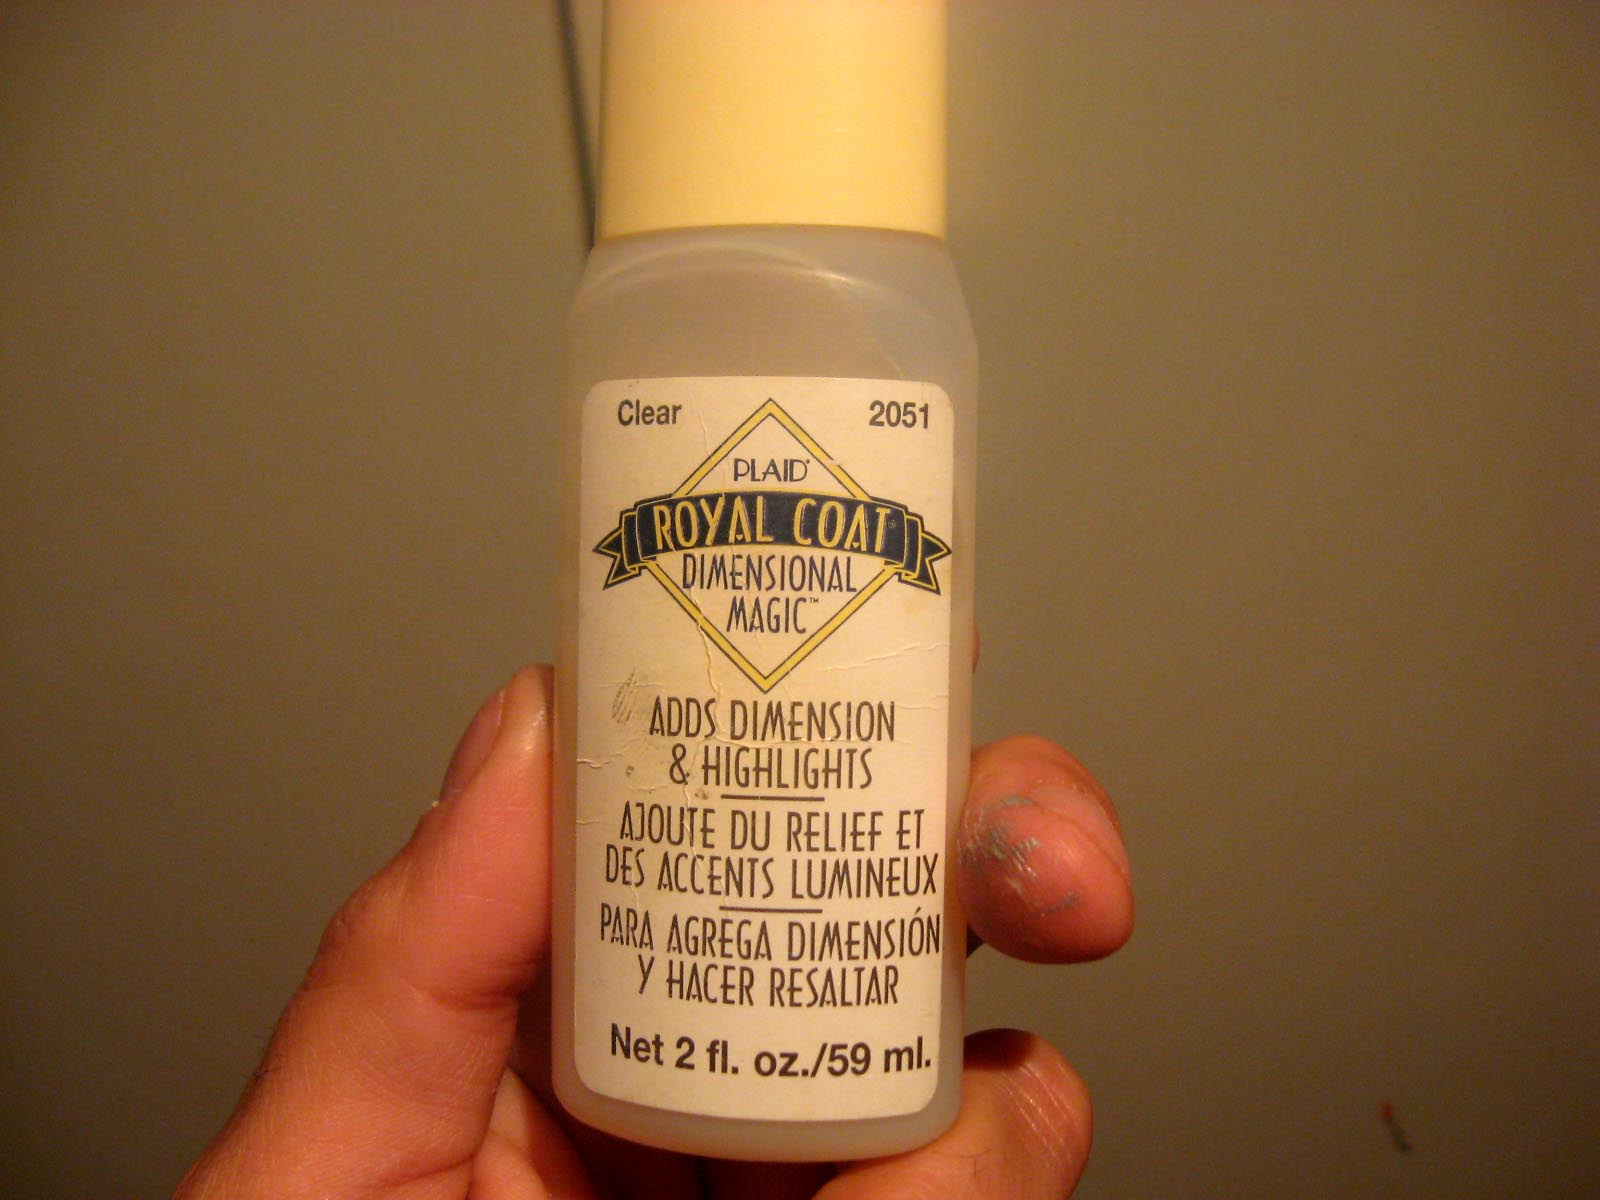 Clear 2051
PLAID®
ROYAL COAT®
DIMENSIONAL
MAGIC™
ADDS DIMENSION
& HIGHLIGHTS
AJOUTE DU RELIEF ET
DES ACCENTS LUMINEUX
PARA AGREGA DIMENSIÓN
Y HACER RESALTAR
Net 2 fl. oz./59 ml.